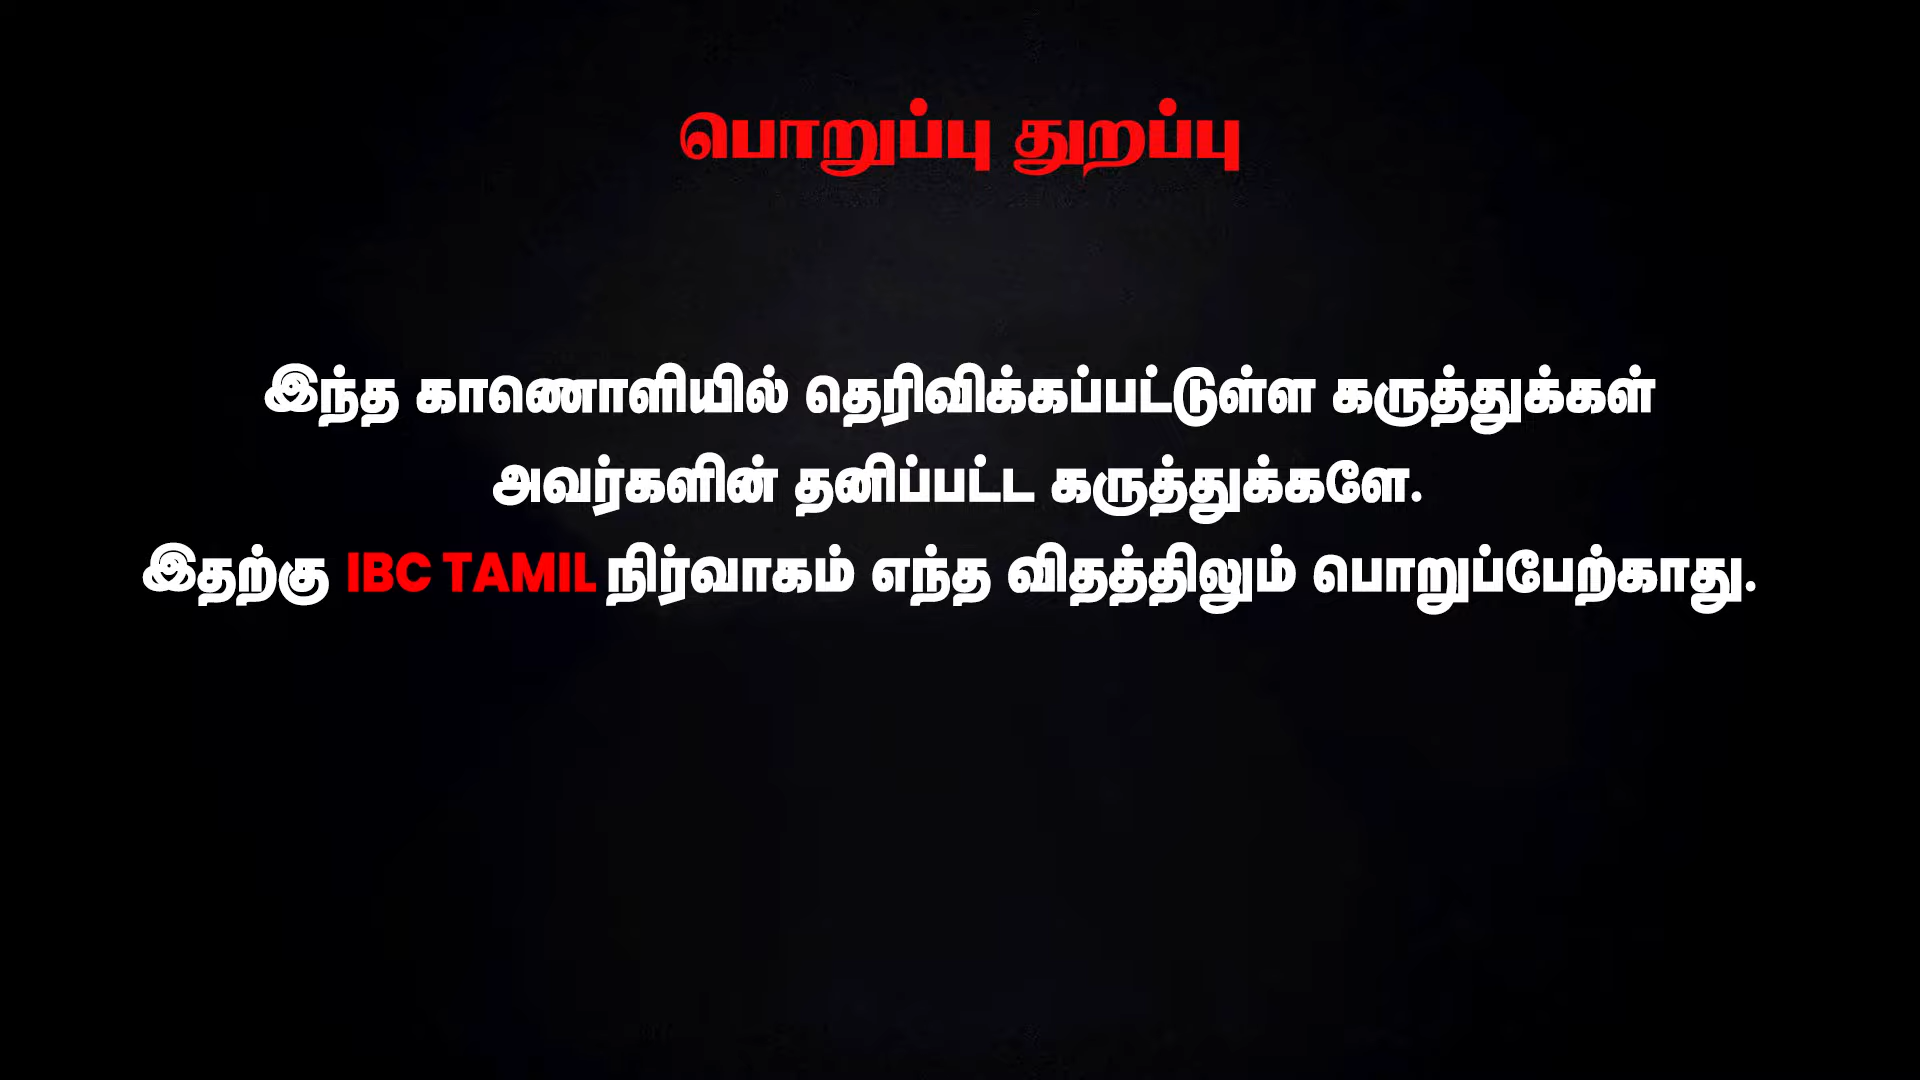 பொறுப்பு துறப்பு
இந்த காணொளியில் தெரிவிக்கப்பட்டுள்ள கருத்துக்கள்
அவர்களின் தனிப்பட்ட கருத்துக்களே.
இதற்கு IBC TAMIL நிர்வாகம் எந்த விதத்திலும் பொறுப்பேற்காது.